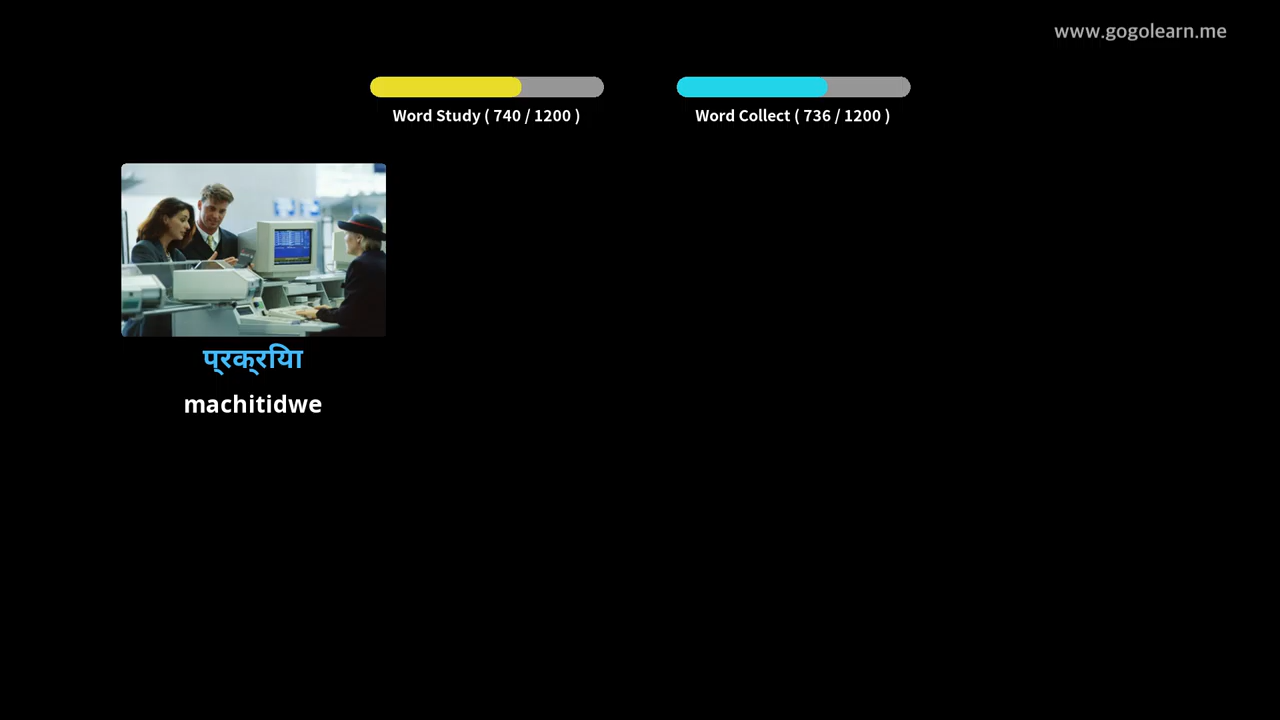 www.gogolearn.me
Word Study ( 740 / 1200 )
Word Collect ( 736 / 1200 )
प्रक्रिया
machitidwe